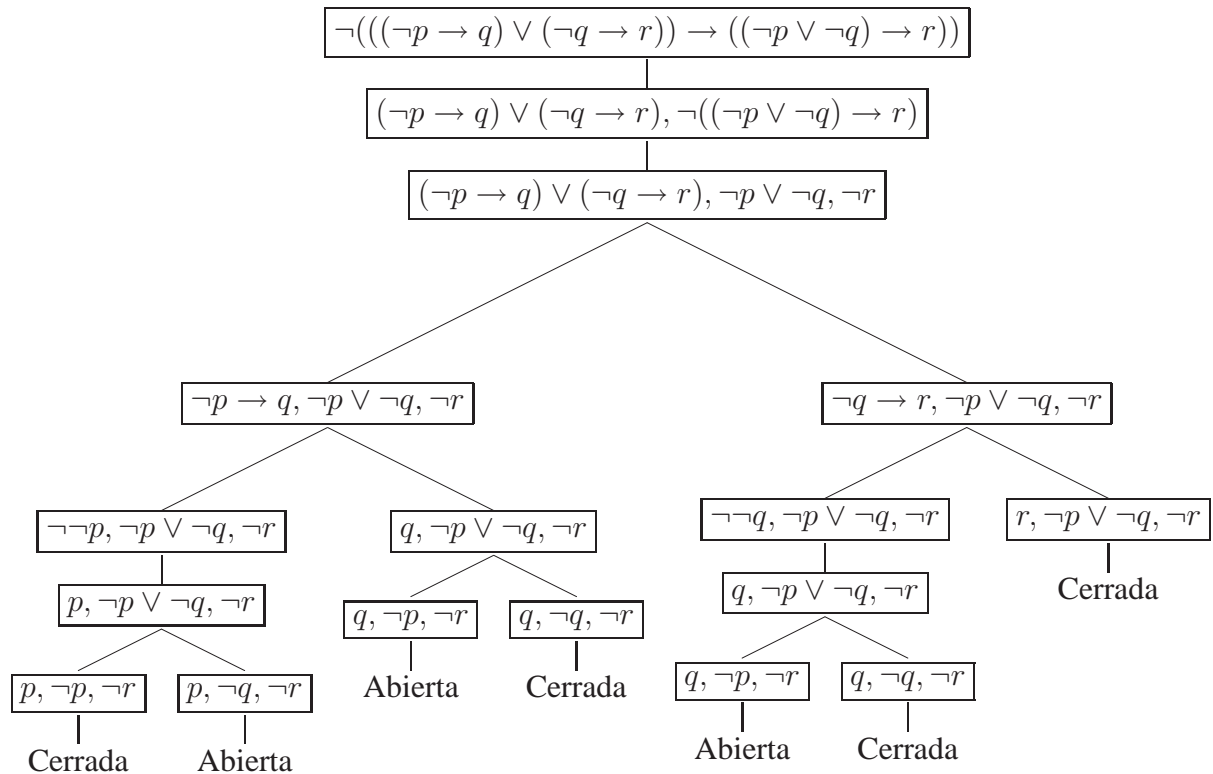 ¬(((¬p → q) ∨ (¬q → r)) → ((¬p ∨ ¬q) → r))
(¬p → q) ∨ (¬q → r), ¬((¬p ∨ ¬q) → r)
(¬p → q) ∨ (¬q → r), ¬p ∨ ¬q, ¬r
¬p → q, ¬p ∨ ¬q, ¬r
¬q → r, ¬p ∨ ¬q, ¬r
¬¬p, ¬p ∨ ¬q, ¬r
q, ¬p ∨ ¬q, ¬r
¬¬q, ¬p ∨ ¬q, ¬r
r, ¬p ∨ ¬q, ¬r
p, ¬p ∨ ¬q, ¬r
q, ¬p, ¬r
q, ¬q, ¬r
q, ¬p ∨ ¬q, ¬r
Cerrada
p, ¬p, ¬r
p, ¬q, ¬r
Abierta
Cerrada
q, ¬p, ¬r
q, ¬q, ¬r
Cerrada
Abierta
Abierta
Cerrada